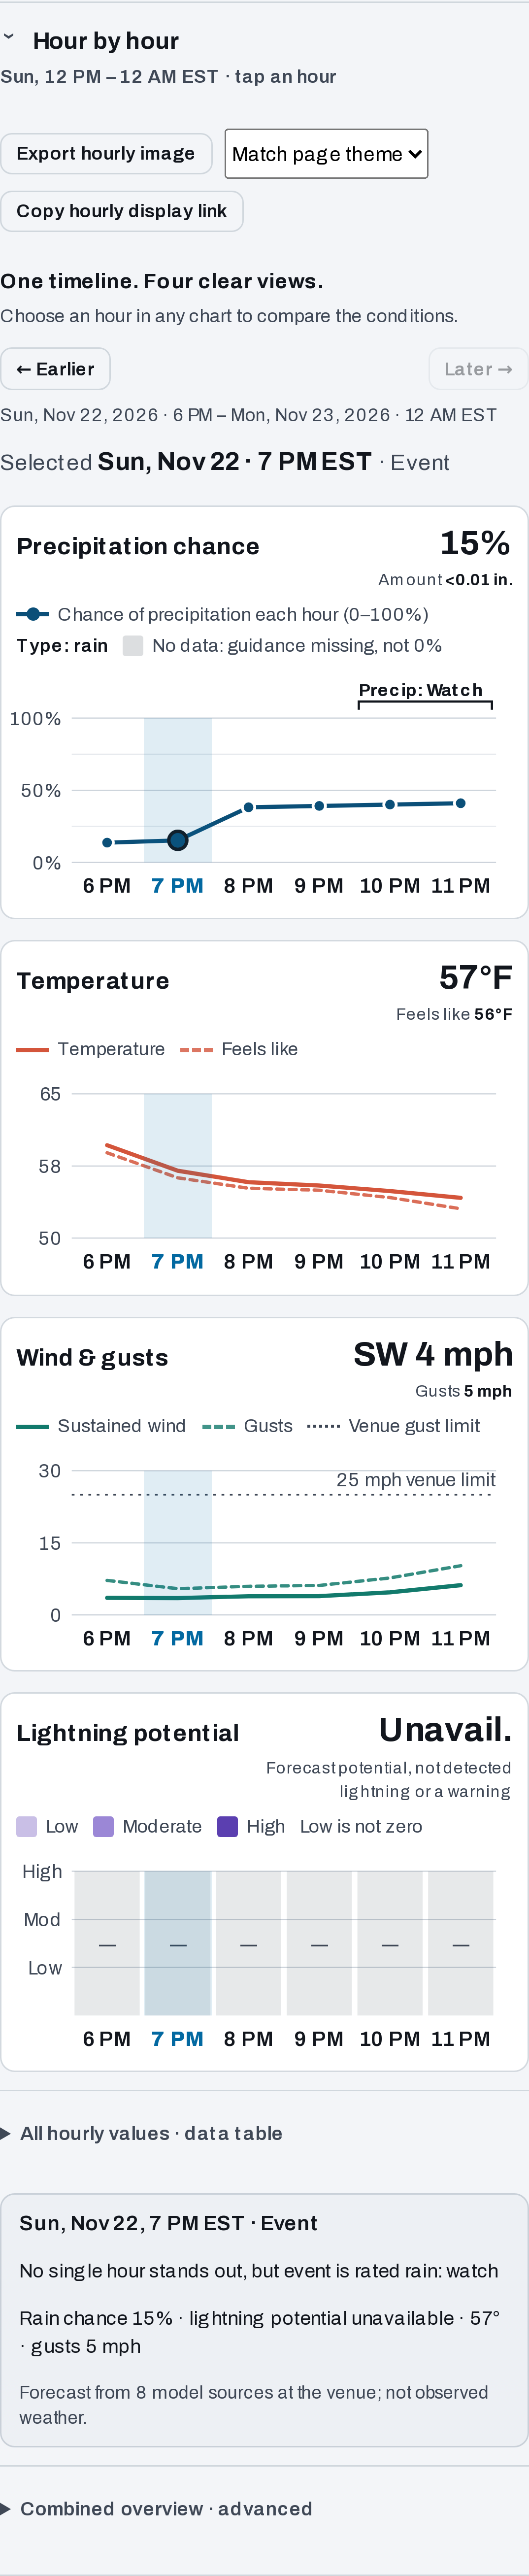 Hour by hour
Sun, 12 PM – 12 AM EST · tap an hour
Export hourly image
Match page theme
Copy hourly display link
One timeline. Four clear views.
Choose an hour in any chart to compare the conditions.
← Earlier
Later →
Sun, Nov 22, 2026 · 6 PM – Mon, Nov 23, 2026 · 12 AM EST
Selected Sun, Nov 22 · 7 PM EST · Event
Precipitation chance
15%
Amount <0.01 in.
Chance of precipitation each hour (0–100%)
Type: rain No data: guidance missing, not 0%
Precip: Watch
100%
50%
0%
6 PM 7 PM 8 PM 9 PM 10 PM 11 PM
Temperature
57°F
Feels like 56°F
Temperature Feels like
65
58
50
6 PM 7 PM 8 PM 9 PM 10 PM 11 PM
Wind & gusts
SW 4 mph
Gusts 5 mph
Sustained wind Gusts Venue gust limit
30
25 mph venue limit
15
0
6 PM 7 PM 8 PM 9 PM 10 PM 11 PM
Lightning potential
Unavail.
Forecast potential, not detected
lightning or a warning
Low Moderate High Low is not zero
High
Mod
— — — — — —
Low
6 PM 7 PM 8 PM 9 PM 10 PM 11 PM
All hourly values · data table
Sun, Nov 22, 7 PM EST · Event
No single hour stands out, but event is rated rain: watch
Rain chance 15% · lightning potential unavailable · 57°
· gusts 5 mph
Forecast from 8 model sources at the venue; not observed
weather.
Combined overview · advanced